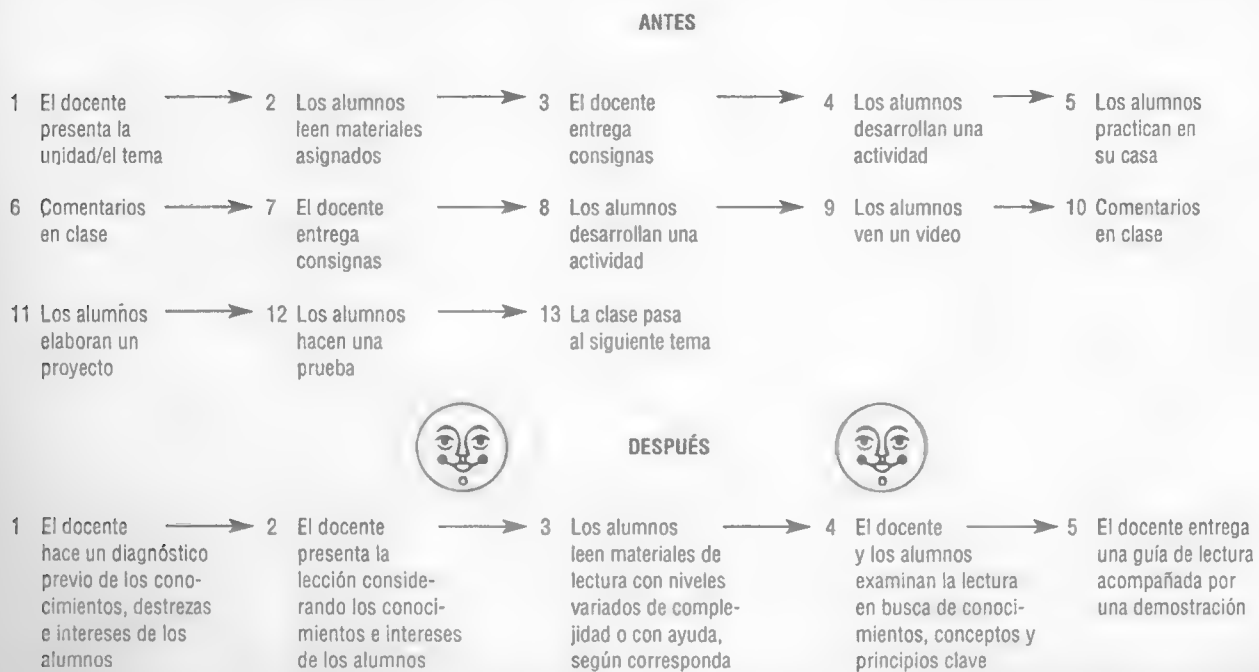 ANTES
1 El docente
presenta la
unidad/el tema
2 Los alumnos
leen materiales
asignados
3 El docente
entrega
consignas
4 Los alumnos
desarrollan una
actividad
5 Los alumnos
practican en
su casa
6 Comentarios
en clase
7 El docente
entrega
consignas
8 Los alumnos
desarrollan una
actividad
9 Los alumnos
ven un video
10 Comentarios
en clase
11 Los alumnos
elaboran un
proyecto
12 Los alumnos
hacen una
prueba
13 La clase pasa
al siguiente tema
DESPUÉS
1 El docente
hace un diagnóstico
previo de los cono-
cimientos, destrezas
e intereses de los
alumnos
2 El docente
presenta la
lección conside-
rando los conoci-
mientos e intereses
de los alumnos
3 Los alumnos
leen materiales de
lectura con niveles
variados de comple-
jidad o con ayuda,
según corresponda
4 El docente
y los alumnos
examinan la lectura
en busca de conoci-
mientos, conceptos y
principios clave
5 El docente entrega
una guía de lectura
acompañada por
una demostración